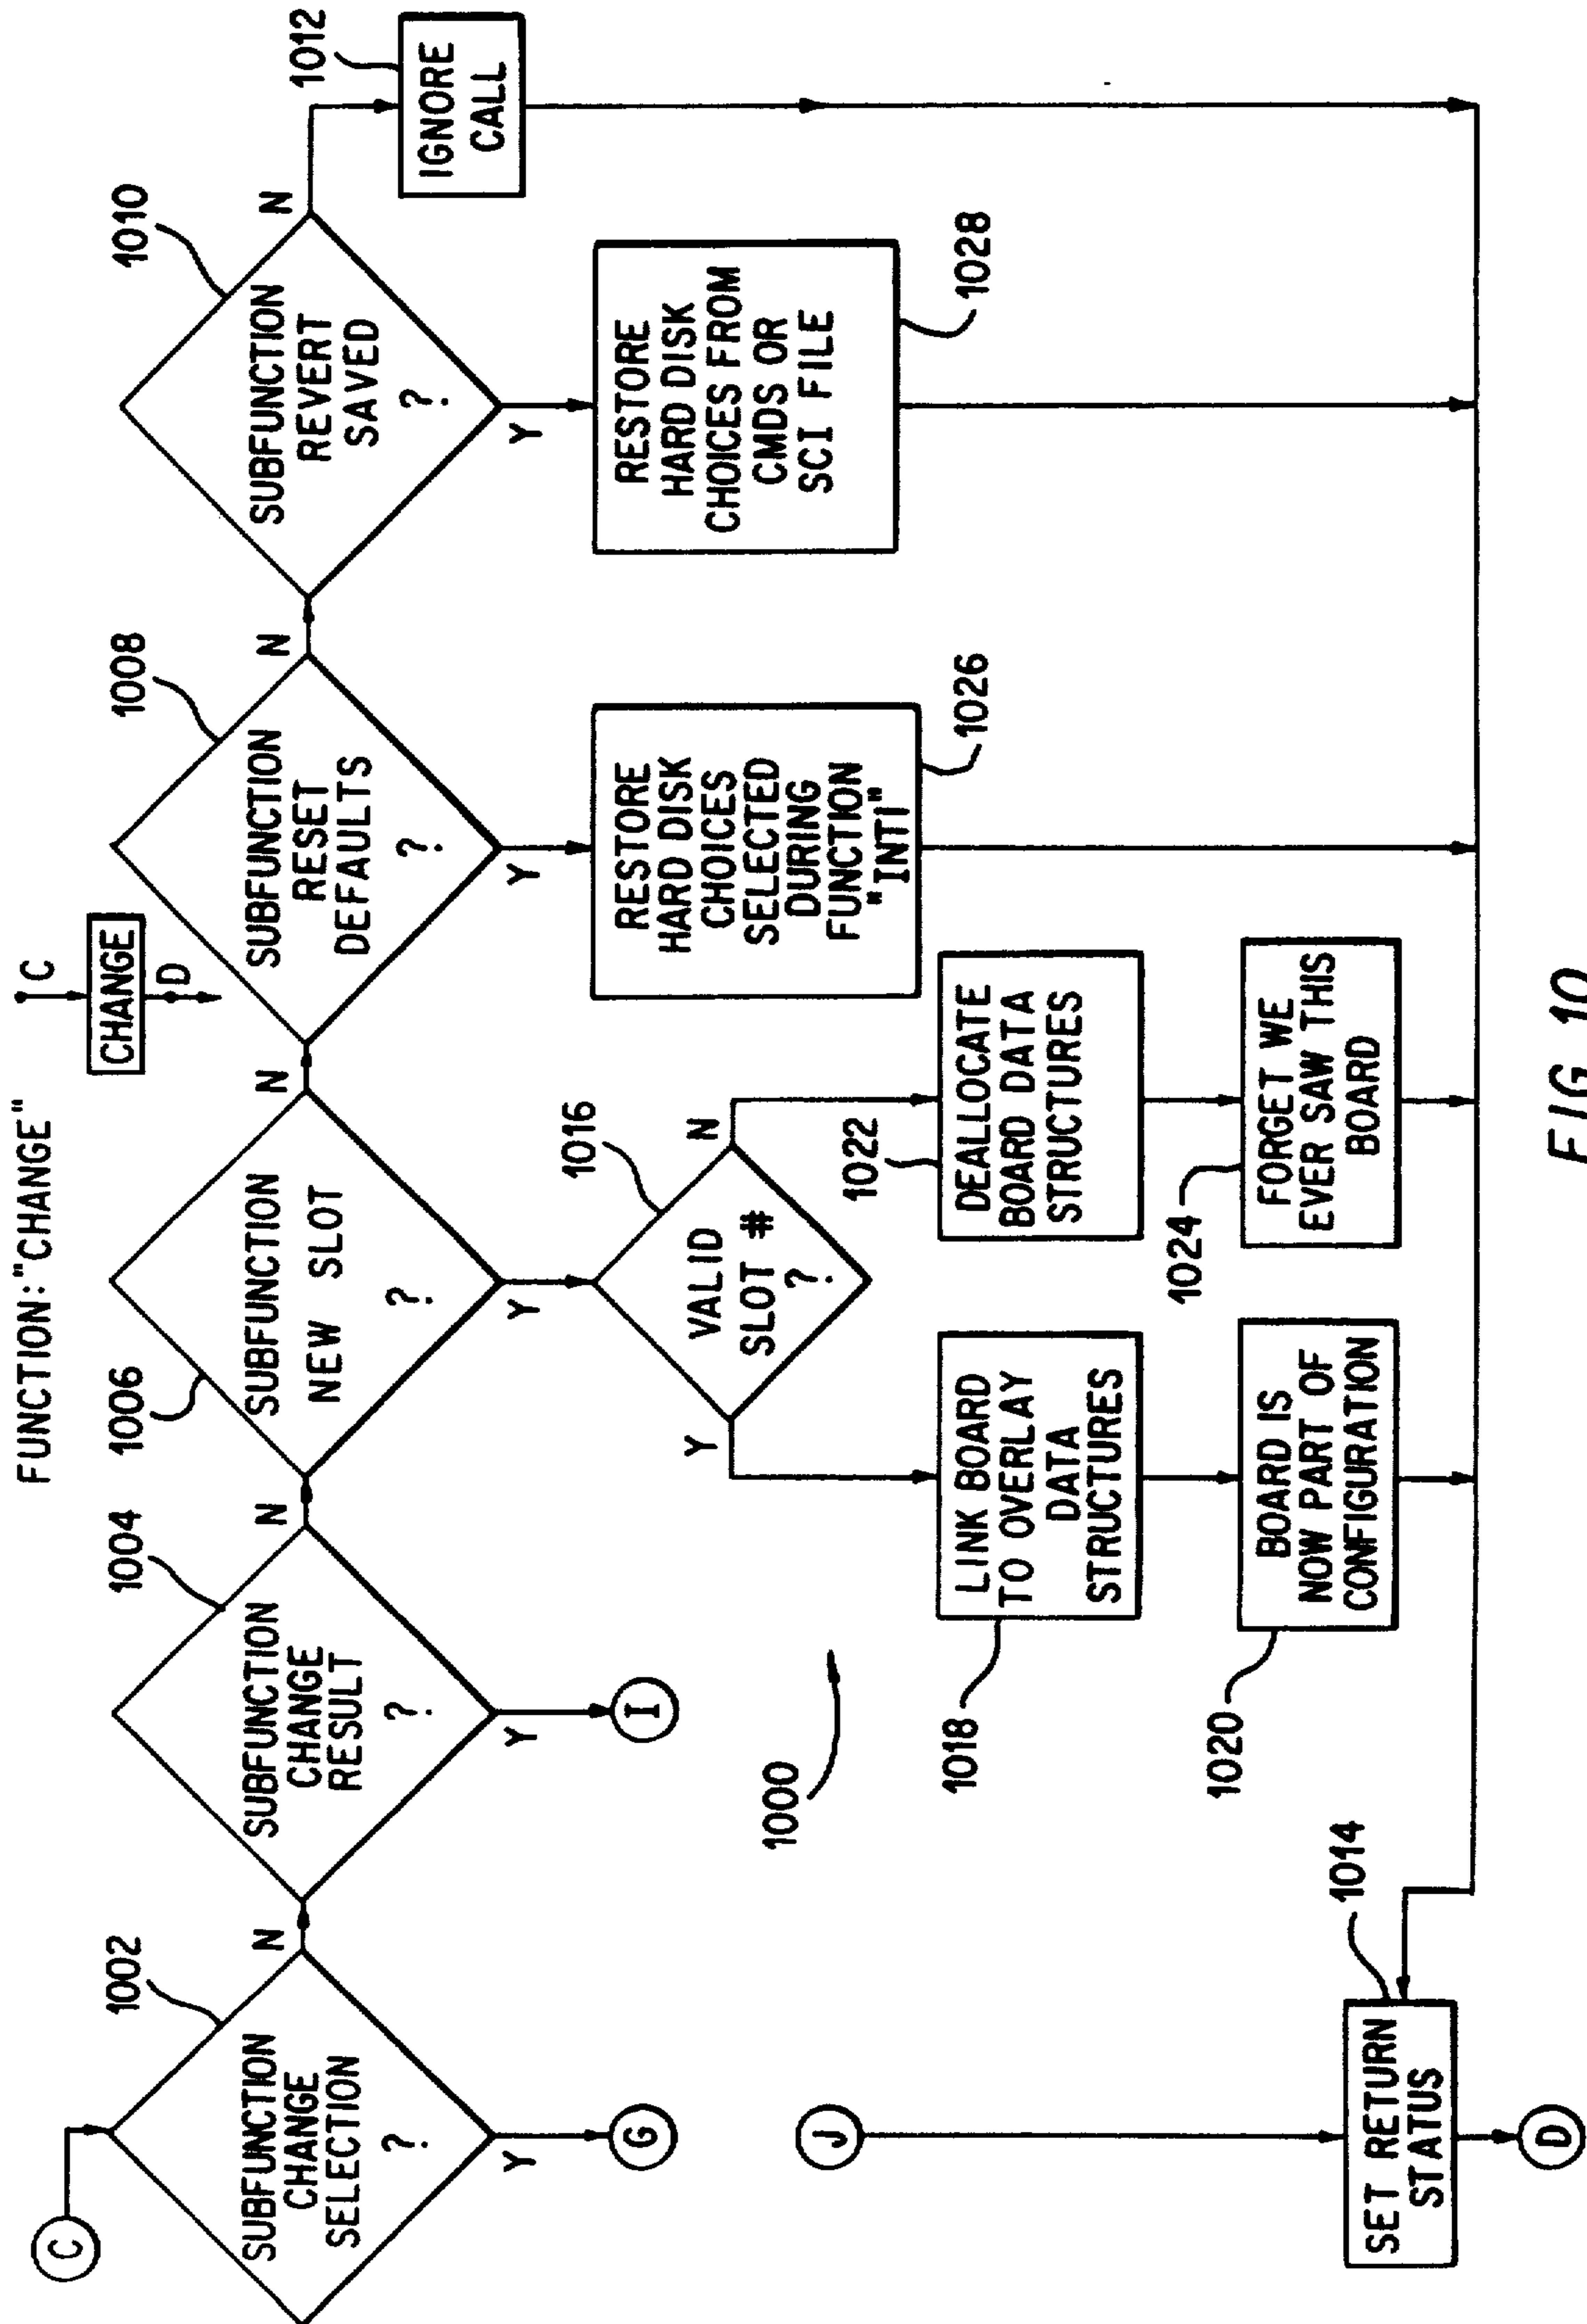 FUNCTION: "CHANGE"
C
CHANGE
D
C
1002
SUBFUNCTION
CHANGE
SELECTION
?
N
Y
G
1004
SUBFUNCTION
CHANGE
RESULT
?
N
Y
I
1006
SUBFUNCTION
NEW SLOT
?
N
Y
1008
SUBFUNCTION
RESET
DEFAULTS
?
N
Y
1010
SUBFUNCTION
REVERT
SAVED
?
N
Y
1012
IGNORE
CALL
1016
VALID
SLOT #
?
Y
N
RESTORE
HARD DISK
CHOICES
SELECTED
DURING
FUNCTION
"INTI"
1026
RESTORE
HARD DISK
CHOICES FROM
CMDS OR
SCI FILE
1028
1000
1018
LINK BOARD
TO OVERLAY
DATA
STRUCTURES
1022
DEALLOCATE
BOARD DATA
STRUCTURES
1020
BOARD IS
NOW PART OF
CONFIGURATION
1024
FORGET WE
EVER SAW THIS
BOARD
J
1014
SET RETURN
STATUS
D
FIG. 10